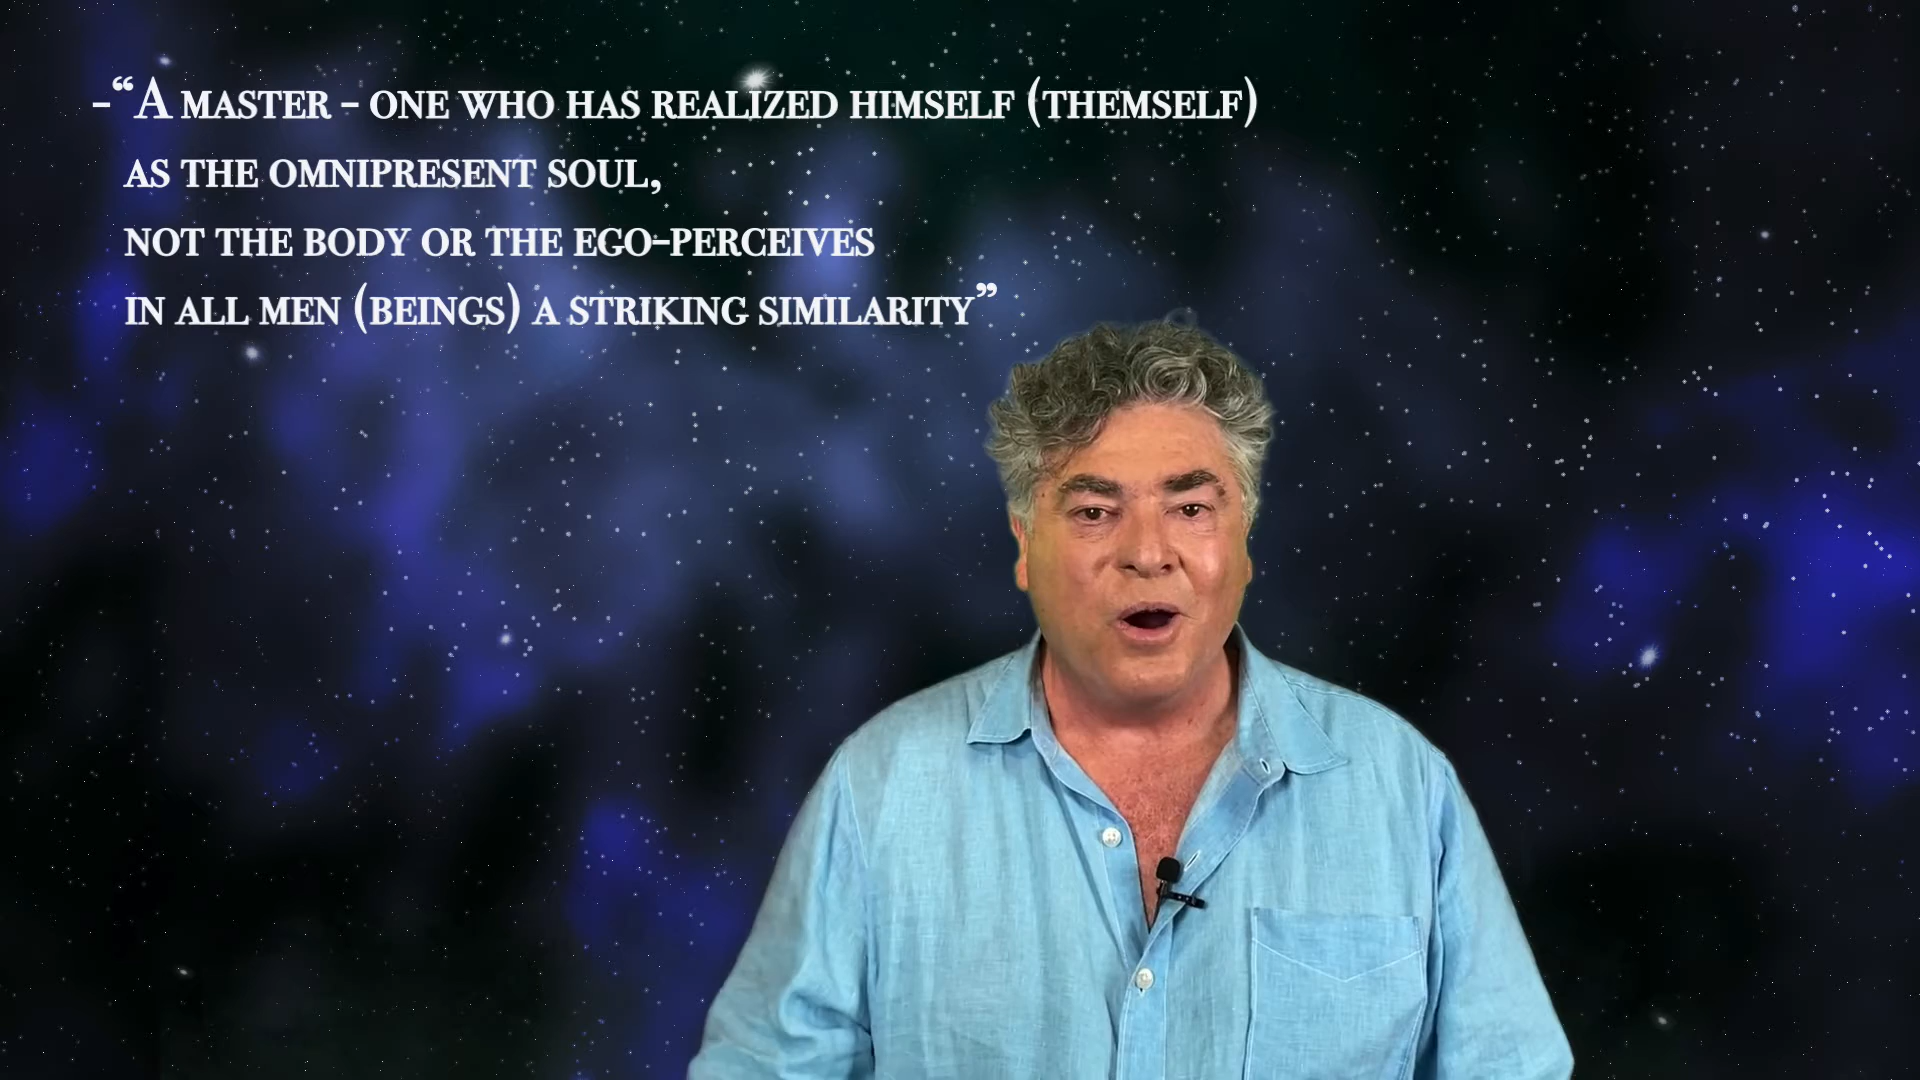 -“A master - one who has realized himself (themself)
as the omnipresent soul,
not the body or the ego-perceives
in all men (beings) a striking similarity”